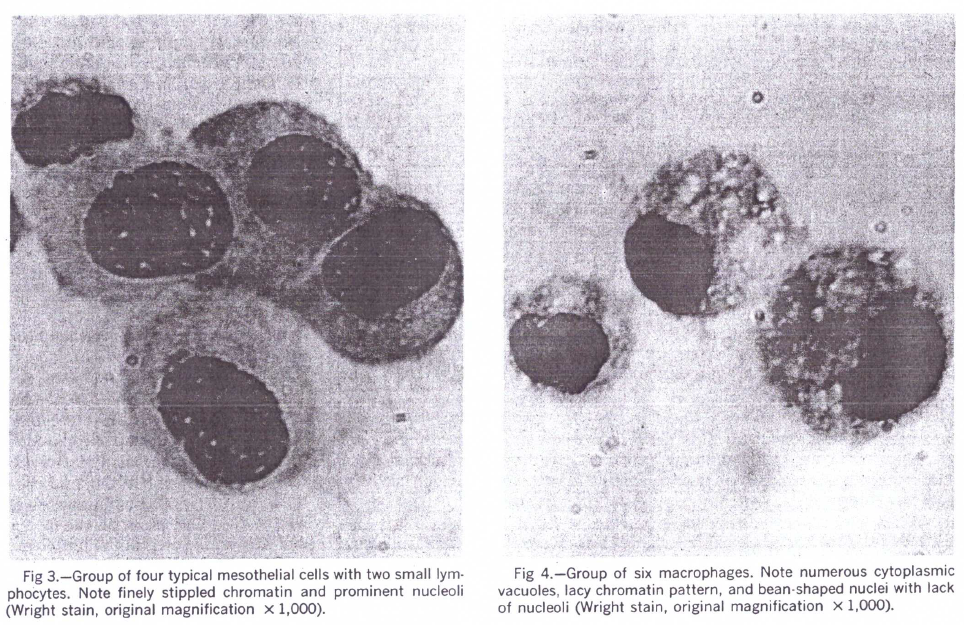 Fig 3.—Group of four typical mesothelial cells with two small lym-
phocytes. Note finely stippled chromatin and prominent nucleoli
(Wright stain, original magnification × 1,000).
Fig 4.—Group of six macrophages. Note numerous cytoplasmic
vacuoles, lacy chromatin pattern, and bean-shaped nuclei with lack
of nucleoli (Wright stain, original magnification × 1,000).